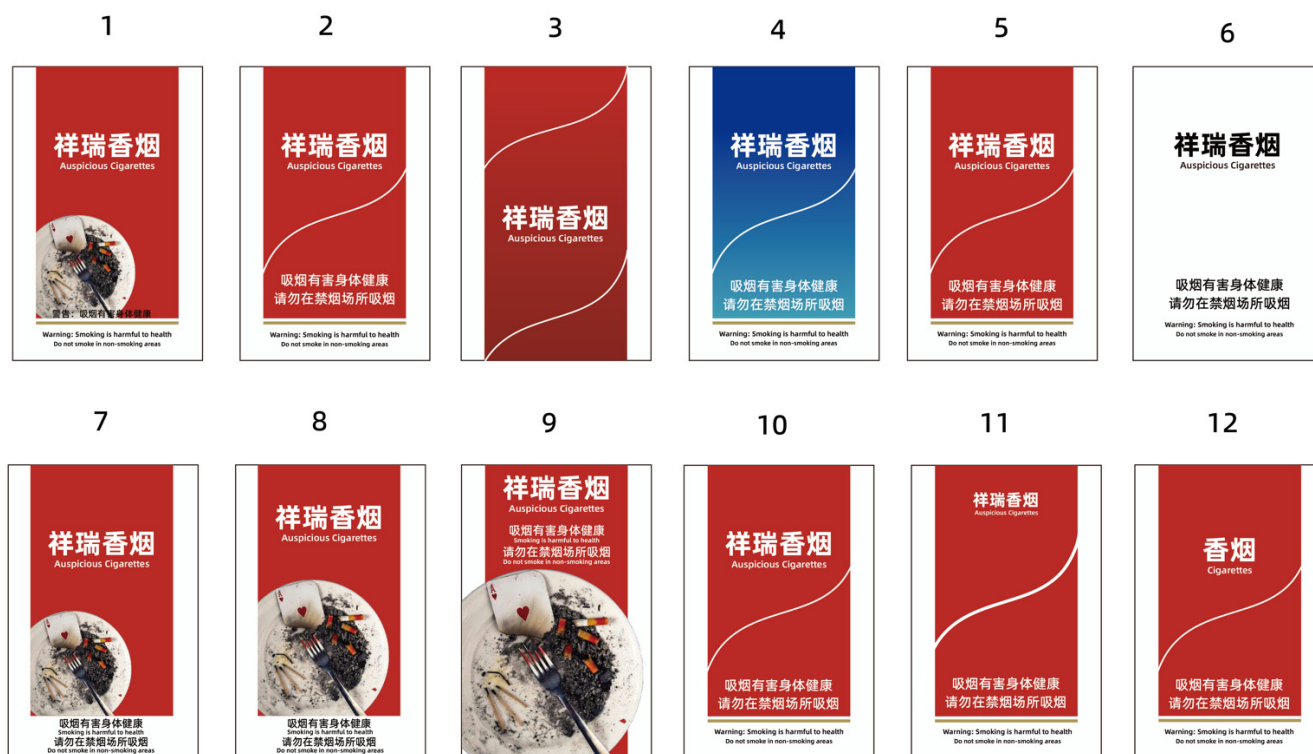 1
2
3
4
5
6
祥瑞香烟
Auspicious Cigarettes
警告：吸烟有害身体健康
Warning: Smoking is harmful to health
Do not smoke in non-smoking areas
祥瑞香烟
Auspicious Cigarettes
吸烟有害身体健康
请勿在禁烟场所吸烟
Warning: Smoking is harmful to health
Do not smoke in non-smoking areas
祥瑞香烟
Auspicious Cigarettes
祥瑞香烟
Auspicious Cigarettes
吸烟有害身体健康
请勿在禁烟场所吸烟
Warning: Smoking is harmful to health
Do not smoke in non-smoking areas
祥瑞香烟
Auspicious Cigarettes
吸烟有害身体健康
请勿在禁烟场所吸烟
Warning: Smoking is harmful to health
Do not smoke in non-smoking areas
祥瑞香烟
Auspicious Cigarettes
吸烟有害身体健康
请勿在禁烟场所吸烟
Warning: Smoking is harmful to health
Do not smoke in non-smoking areas
7
8
9
10
11
12
祥瑞香烟
Auspicious Cigarettes
A
吸烟有害身体健康
Smoking is harmful to health
请勿在禁烟场所吸烟
Do not smoke in non-smoking areas
祥瑞香烟
Auspicious Cigarettes
A
吸烟有害身体健康
Smoking is harmful to health
请勿在禁烟场所吸烟
Do not smoke in non-smoking areas
祥瑞香烟
Auspicious Cigarettes
吸烟有害身体健康
Smoking is harmful to health
请勿在禁烟场所吸烟
Do not smoke in non-smoking areas
A
祥瑞香烟
Auspicious Cigarettes
吸烟有害身体健康
请勿在禁烟场所吸烟
Warning: Smoking is harmful to health
Do not smoke in non-smoking areas
祥瑞香烟
Auspicious Cigarettes
吸烟有害身体健康
请勿在禁烟场所吸烟
Warning: Smoking is harmful to health
Do not smoke in non-smoking areas
香烟
Cigarettes
吸烟有害身体健康
请勿在禁烟场所吸烟
Warning: Smoking is harmful to health
Do not smoke in non-smoking areas